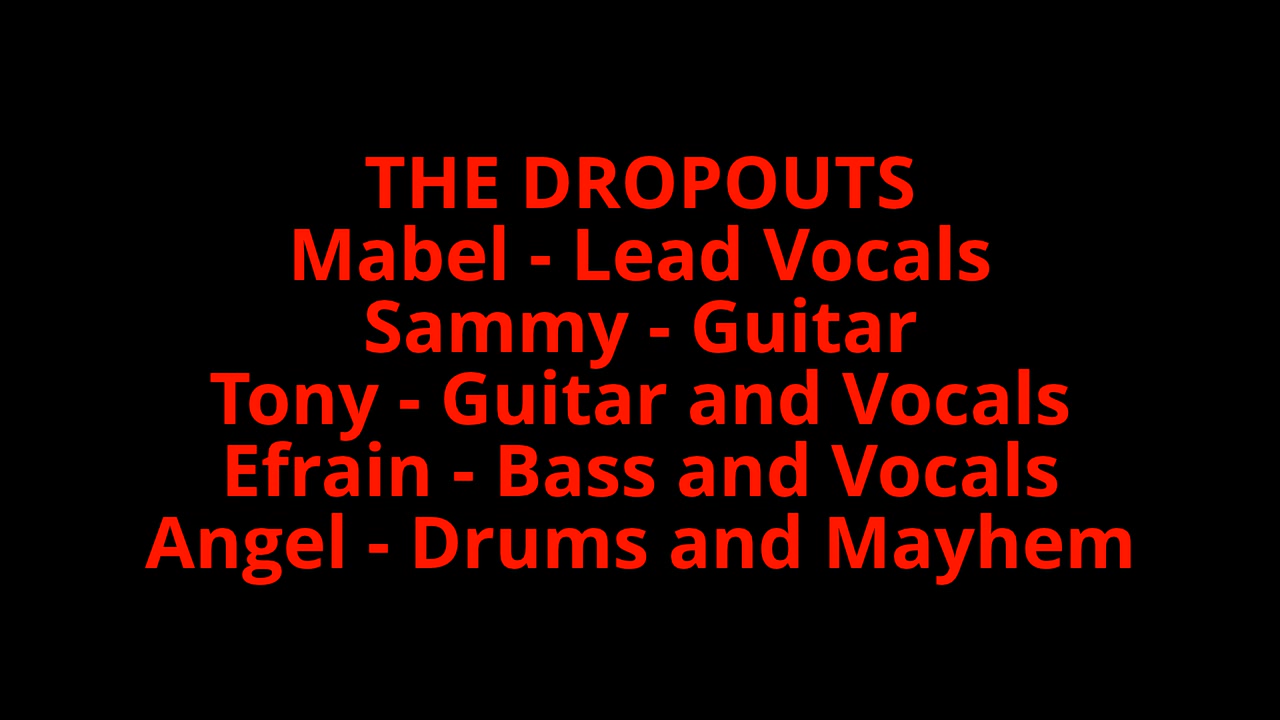 THE DROPOUTS
Mabel - Lead Vocals
Sammy - Guitar
Tony - Guitar and Vocals
Efrain - Bass and Vocals
Angel - Drums and Mayhem